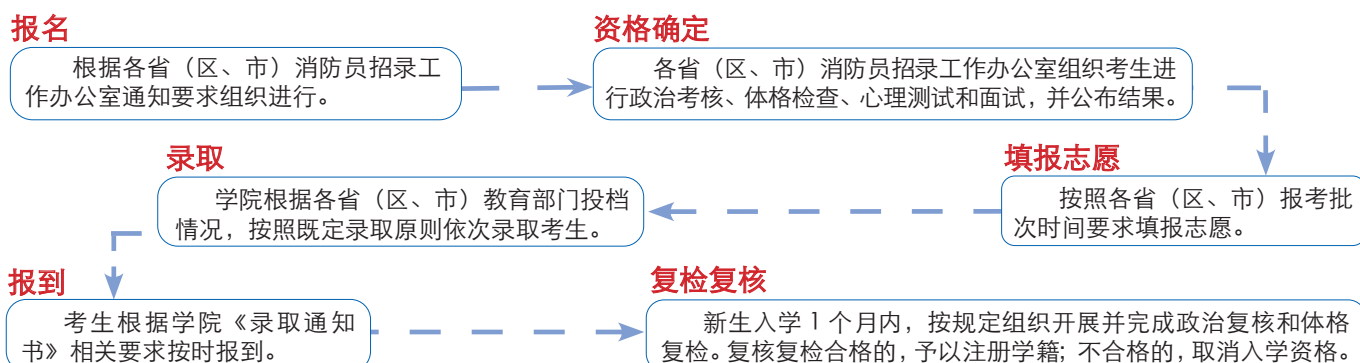 报名
根据各省（区、市）消防员招录工
作办公室通知要求组织进行。
资格确定
各省（区、市）消防员招录工作办公室组织考生进
行政治考核、体格检查、心理测试和面试，并公布结果。
填报志愿
按照各省（区、市）报考批
次时间要求填报志愿。
录取
学院根据各省（区、市）教育部门投档
情况，按照既定录取原则依次录取考生。
报到
考生根据学院《录取通知
书》相关要求按时报到。
复检复核
新生入学1个月内，按规定组织开展并完成政治复核和体格
复检。复核复检合格的，予以注册学籍；不合格的，取消入学资格。